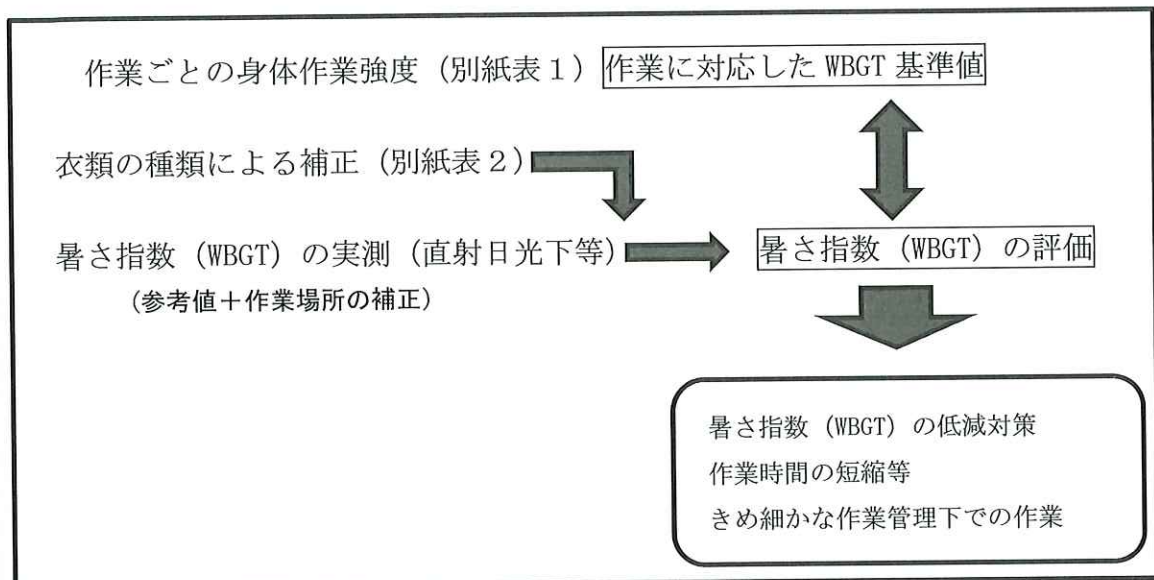 作業ごとの身体作業強度（別紙表１）作業に対応した WBGT 基準値
衣類の種類による補正（別紙表２）
暑さ指数（WBGT）の実測（直射日光下等）
暑さ指数（WBGT）の評価
（参考値＋作業場所の補正）
暑さ指数（WBGT）の低減対策
作業時間の短縮等
きめ細かな作業管理下での作業